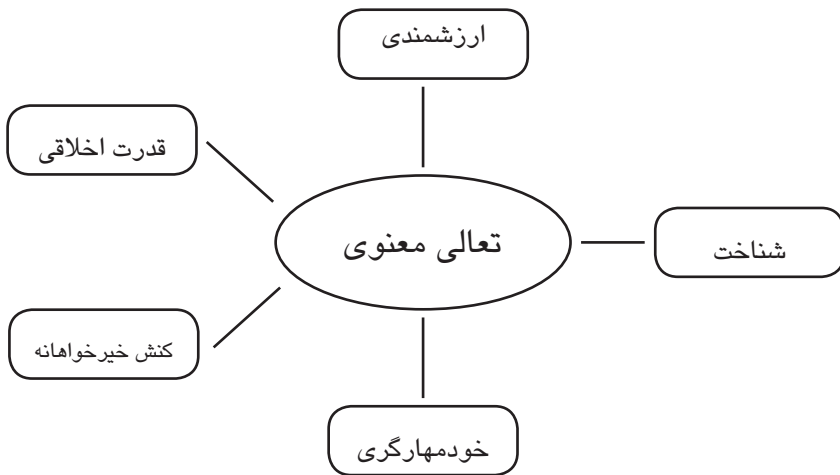 ارزشمندی
قدرت اخلاقی
تعالی معنوی
شناخت
کنش خیرخواهانه
خودمهارگری